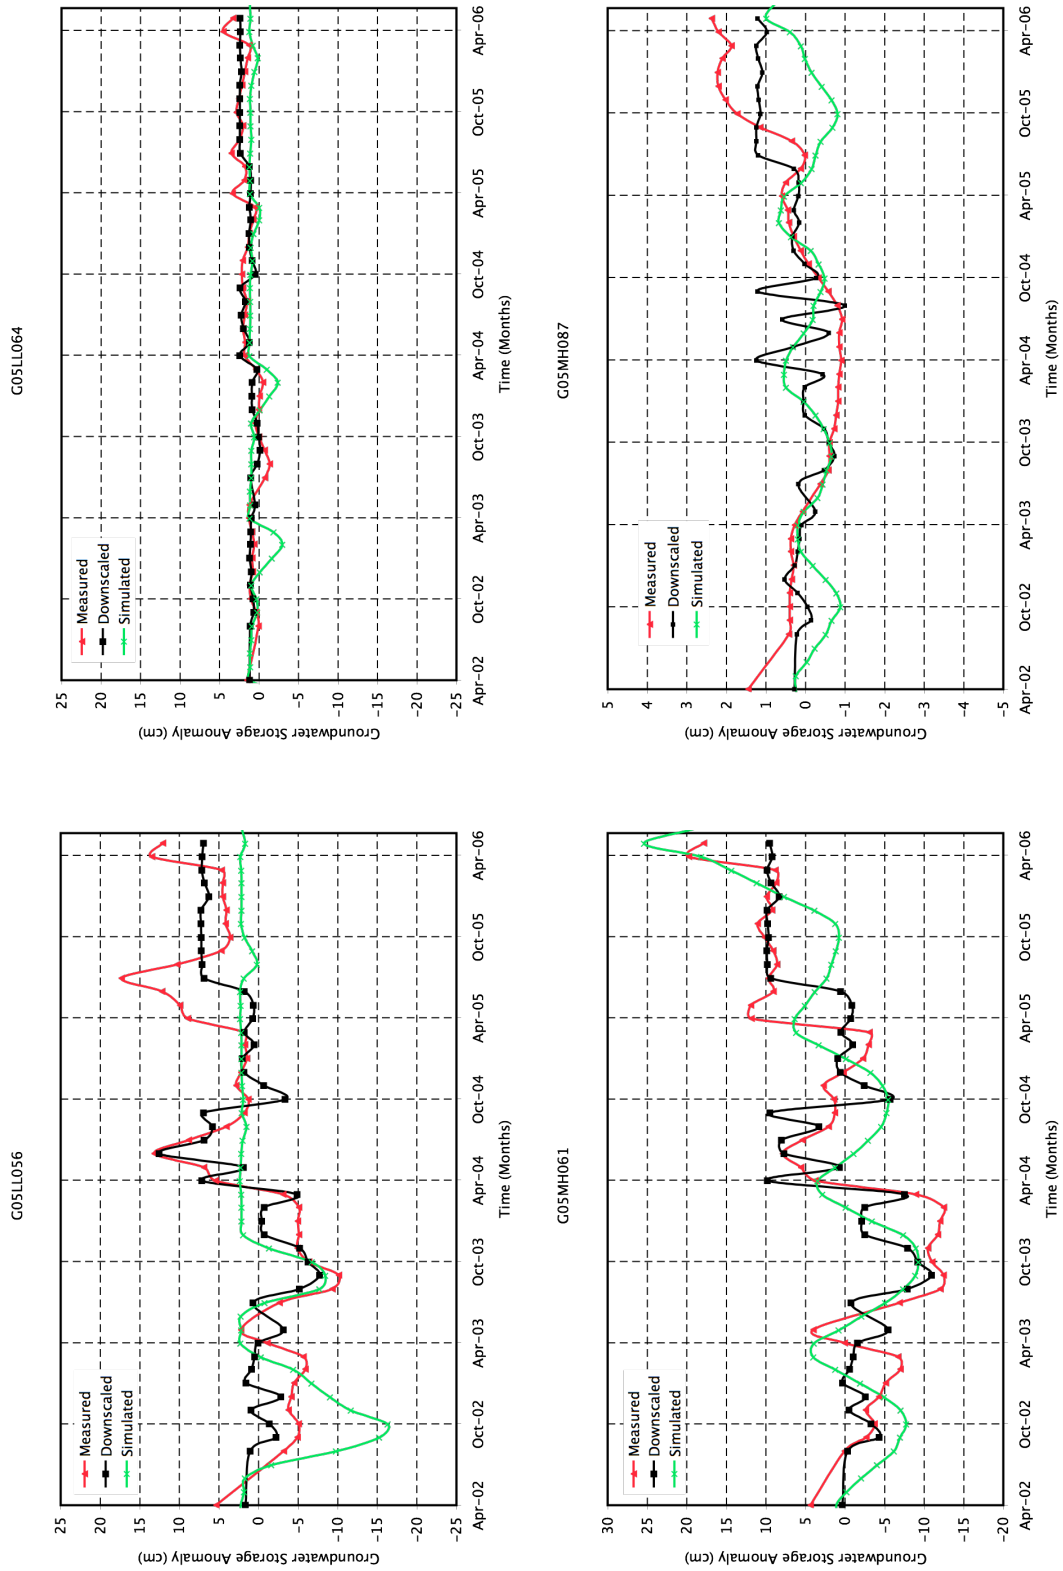 G05LL056
25
20
15
10
5
0
−5
−10
−15
−20
−25
Groundwater Storage Anomaly (cm)
Measured
Downscaled
Simulated
Apr−02
Oct−02
Apr−03
Oct−03
Apr−04
Oct−04
Apr−05
Oct−05
Apr−06
Time (Months)
G05LL064
25
20
15
10
5
0
−5
−10
−15
−20
−25
Groundwater Storage Anomaly (cm)
Measured
Downscaled
Simulated
Apr−02
Oct−02
Apr−03
Oct−03
Apr−04
Oct−04
Apr−05
Oct−05
Apr−06
Time (Months)
G05MH061
30
25
20
15
10
5
0
−5
−10
−15
−20
Groundwater Storage Anomaly (cm)
Measured
Downscaled
Simulated
Apr−02
Oct−02
Apr−03
Oct−03
Apr−04
Oct−04
Apr−05
Oct−05
Apr−06
Time (Months)
G05MH087
5
4
3
2
1
0
−1
−2
−3
−4
−5
Groundwater Storage Anomaly (cm)
Measured
Downscaled
Simulated
Apr−02
Oct−02
Apr−03
Oct−03
Apr−04
Oct−04
Apr−05
Oct−05
Apr−06
Time (Months)